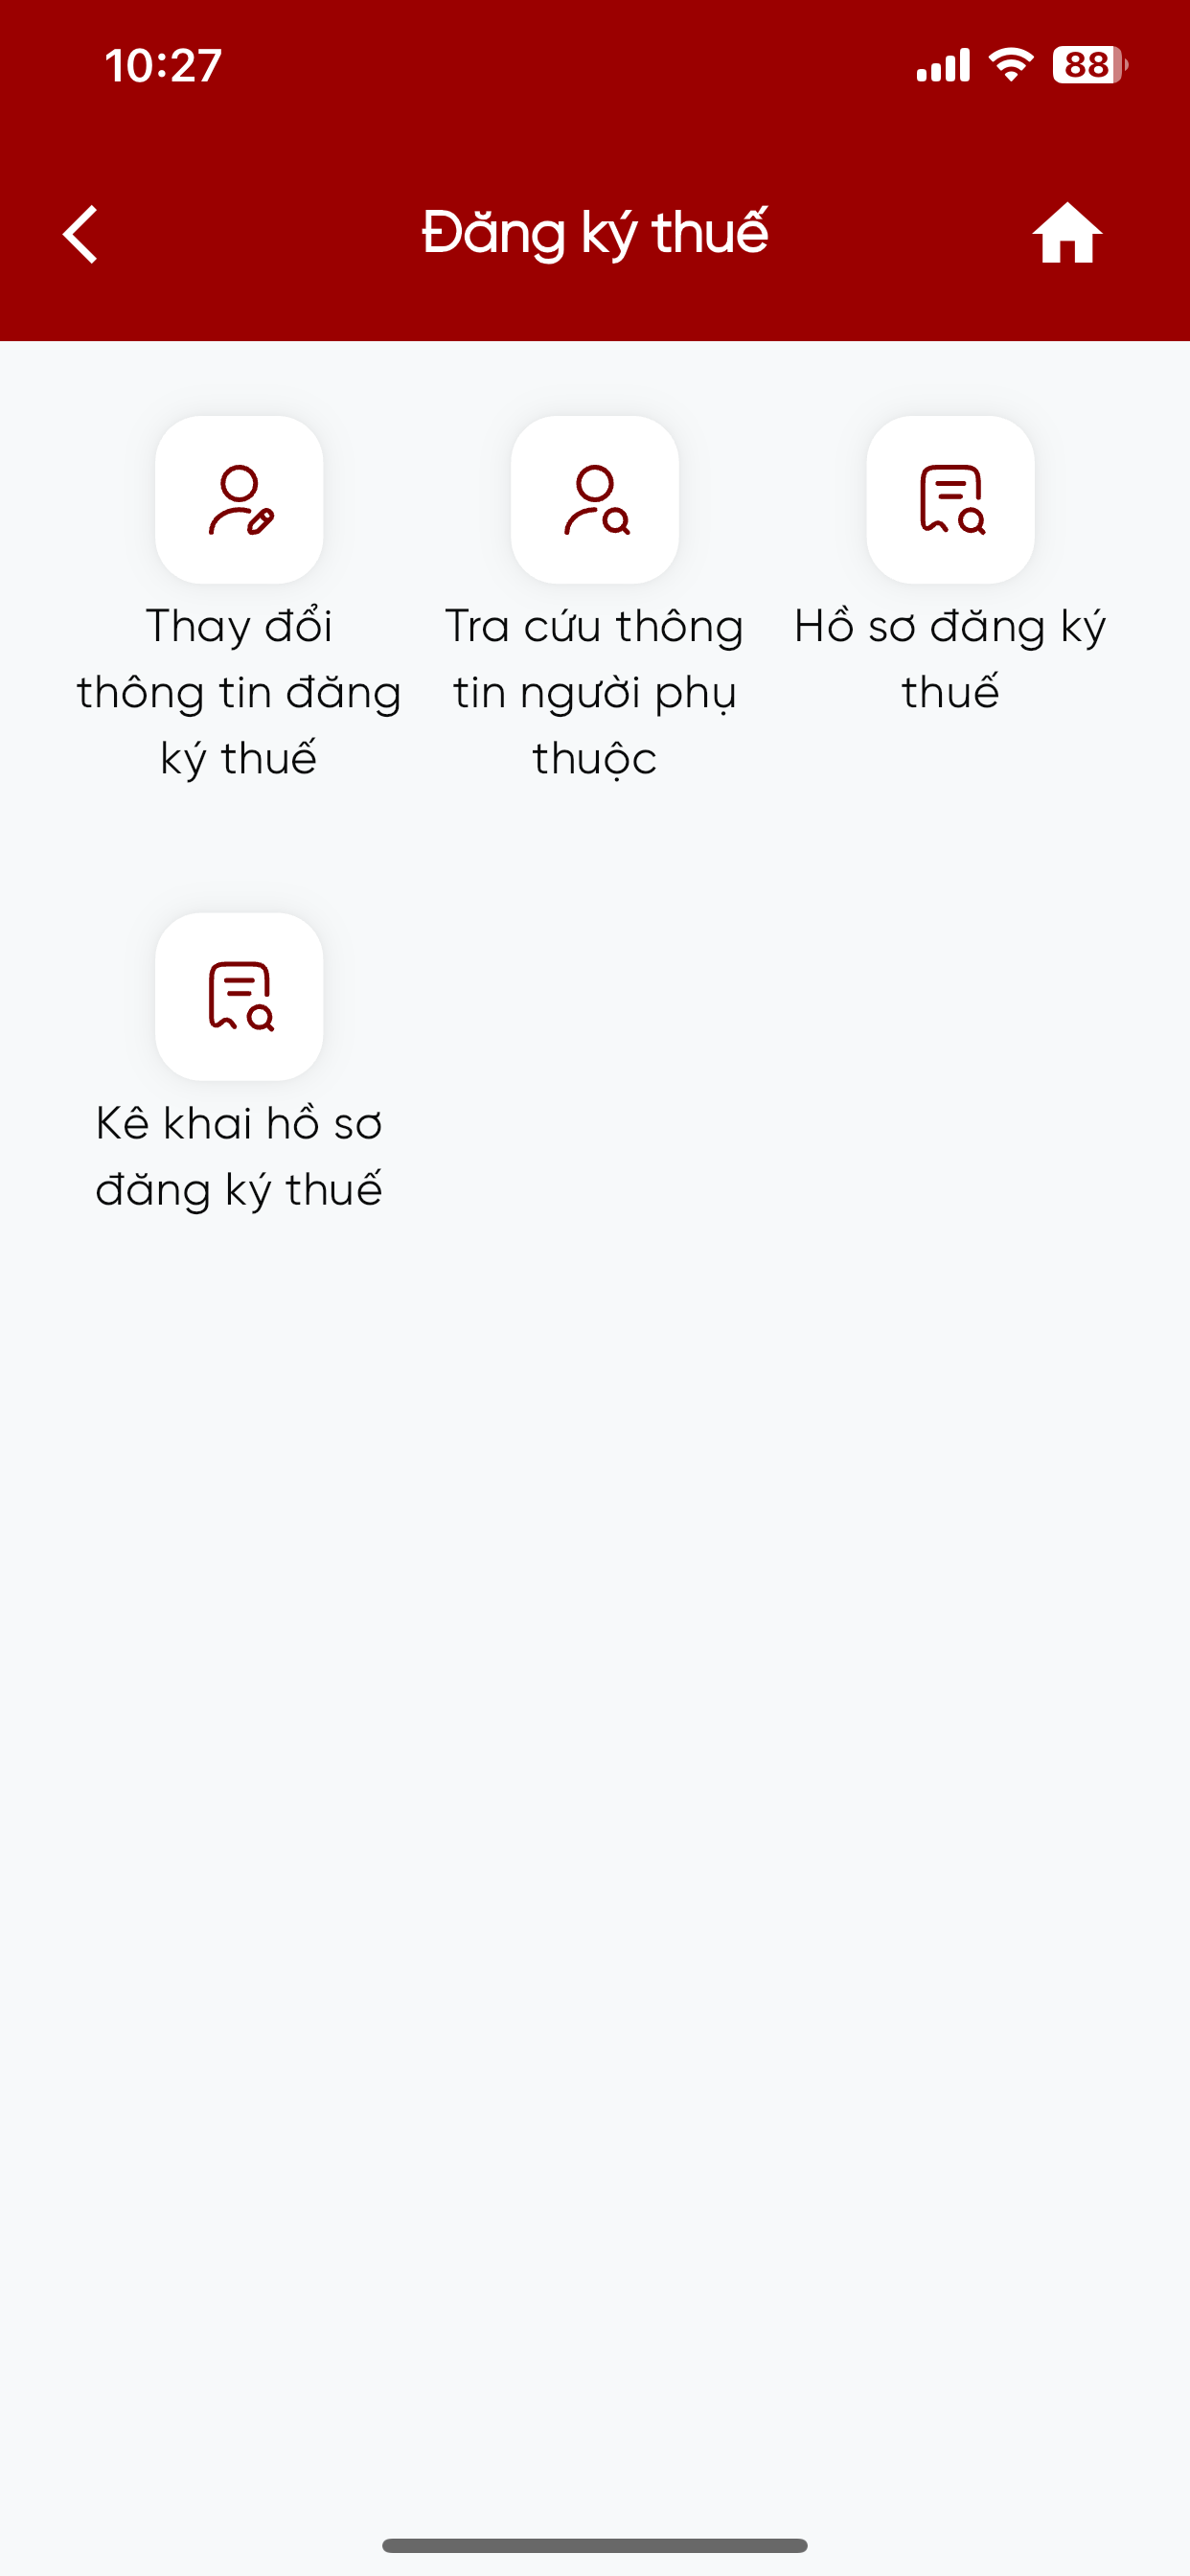 10:27
88
Đăng ký thuế
Thay đổi
thông tin đăng
ký thuế
Tra cứu thông
tin người phụ
thuộc
Hồ sơ đăng ký
thuế
Kê khai hồ sơ
đăng ký thuế